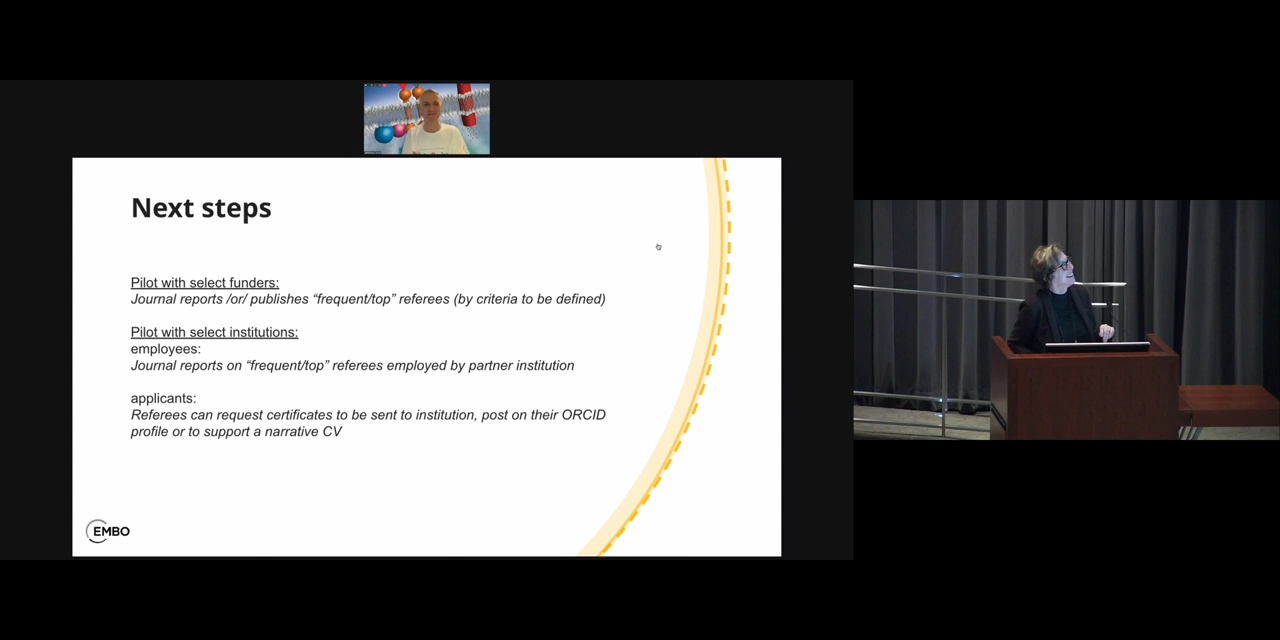 Next steps
Pilot with select funders:
Journal reports /or/ publishes “frequent/top” referees (by criteria to be defined)
Pilot with select institutions:
employees:
Journal reports on “frequent/top” referees employed by partner institution
applicants:
Referees can request certificates to be sent to institution, post on their ORCID
profile or to support a narrative CV
EMBO